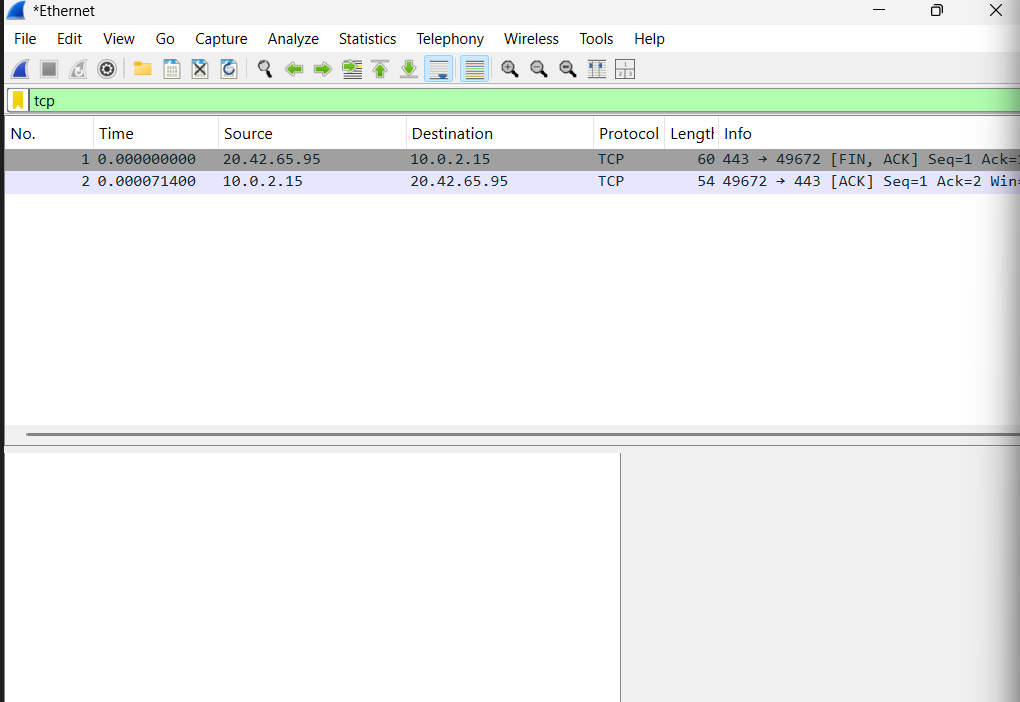 *Ethernet
File Edit View Go Capture Analyze Statistics Telephony Wireless Tools Help
tcp
No. Time Source Destination Protocol Length Info
1 0.000000000 20.42.65.95 10.0.2.15 TCP 60 443 → 49672 [FIN, ACK] Seq=1 Ack=
2 0.000071400 10.0.2.15 20.42.65.95 TCP 54 49672 → 443 [ACK] Seq=1 Ack=2 Win=